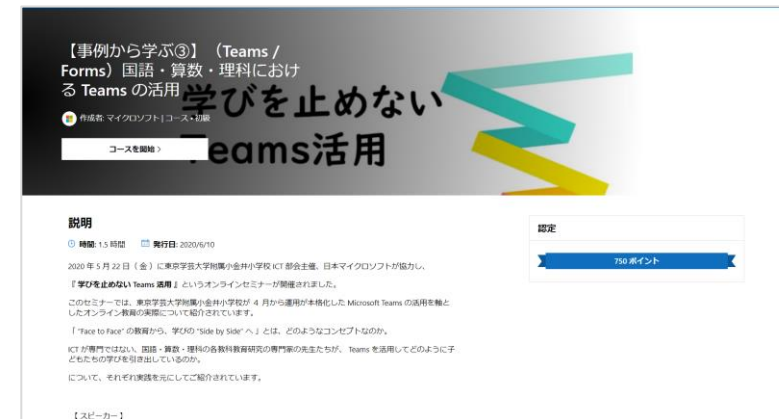 【事例から学ぶ③】 （Teams /
Forms）国語・算数・理科におけ
る Teams の活用
学びを止めない
Teams活用
作成者: マイクロソフト | コース • 初級
コースを開始 >
説明
時間: 1.5 時間 発行日: 2020/6/10
2020 年 5 月 22 日（ 金 ）に東京学芸大学附属小金井小学校 ICT 部会主催、日本マイクロソフトが協力し、
『 学びを止めない Teams 活用 』というオンラインセミナーが開催されました。
このセミナーでは、東京学芸大学附属小金井小学校が 4 月から運用が本格化した Microsoft Teams の活用を軸と
したオンライン教育の実際について紹介されています。
「 "Face to Face" の教育から、学びの "Side by Side" へ 」とは、どのようなコンセプトなのか。
ICT が専門ではない、国語・算数・理科の各教科教育研究の専門家の先生たちが、 Teams を活用してどのように子
どもたちの学びを引き出しているのか。
について、それぞれ実践を元にしてご紹介されています。
【 スピーカー 】
認定
750 ポイント